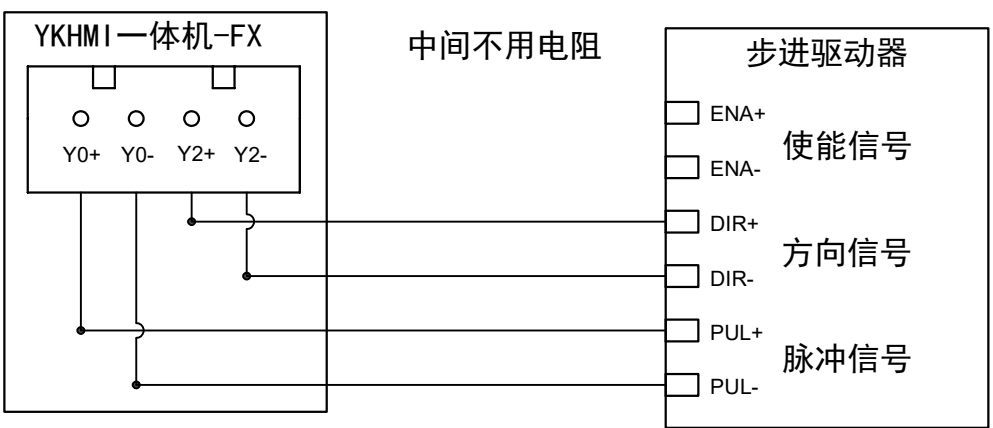 YKHMI一体机-FX
中间不用电阻
步进驱动器
Y0+ Y0- Y2+ Y2-
ENA+
使能信号
ENA-
DIR+
方向信号
DIR-
PUL+
脉冲信号
PUL-